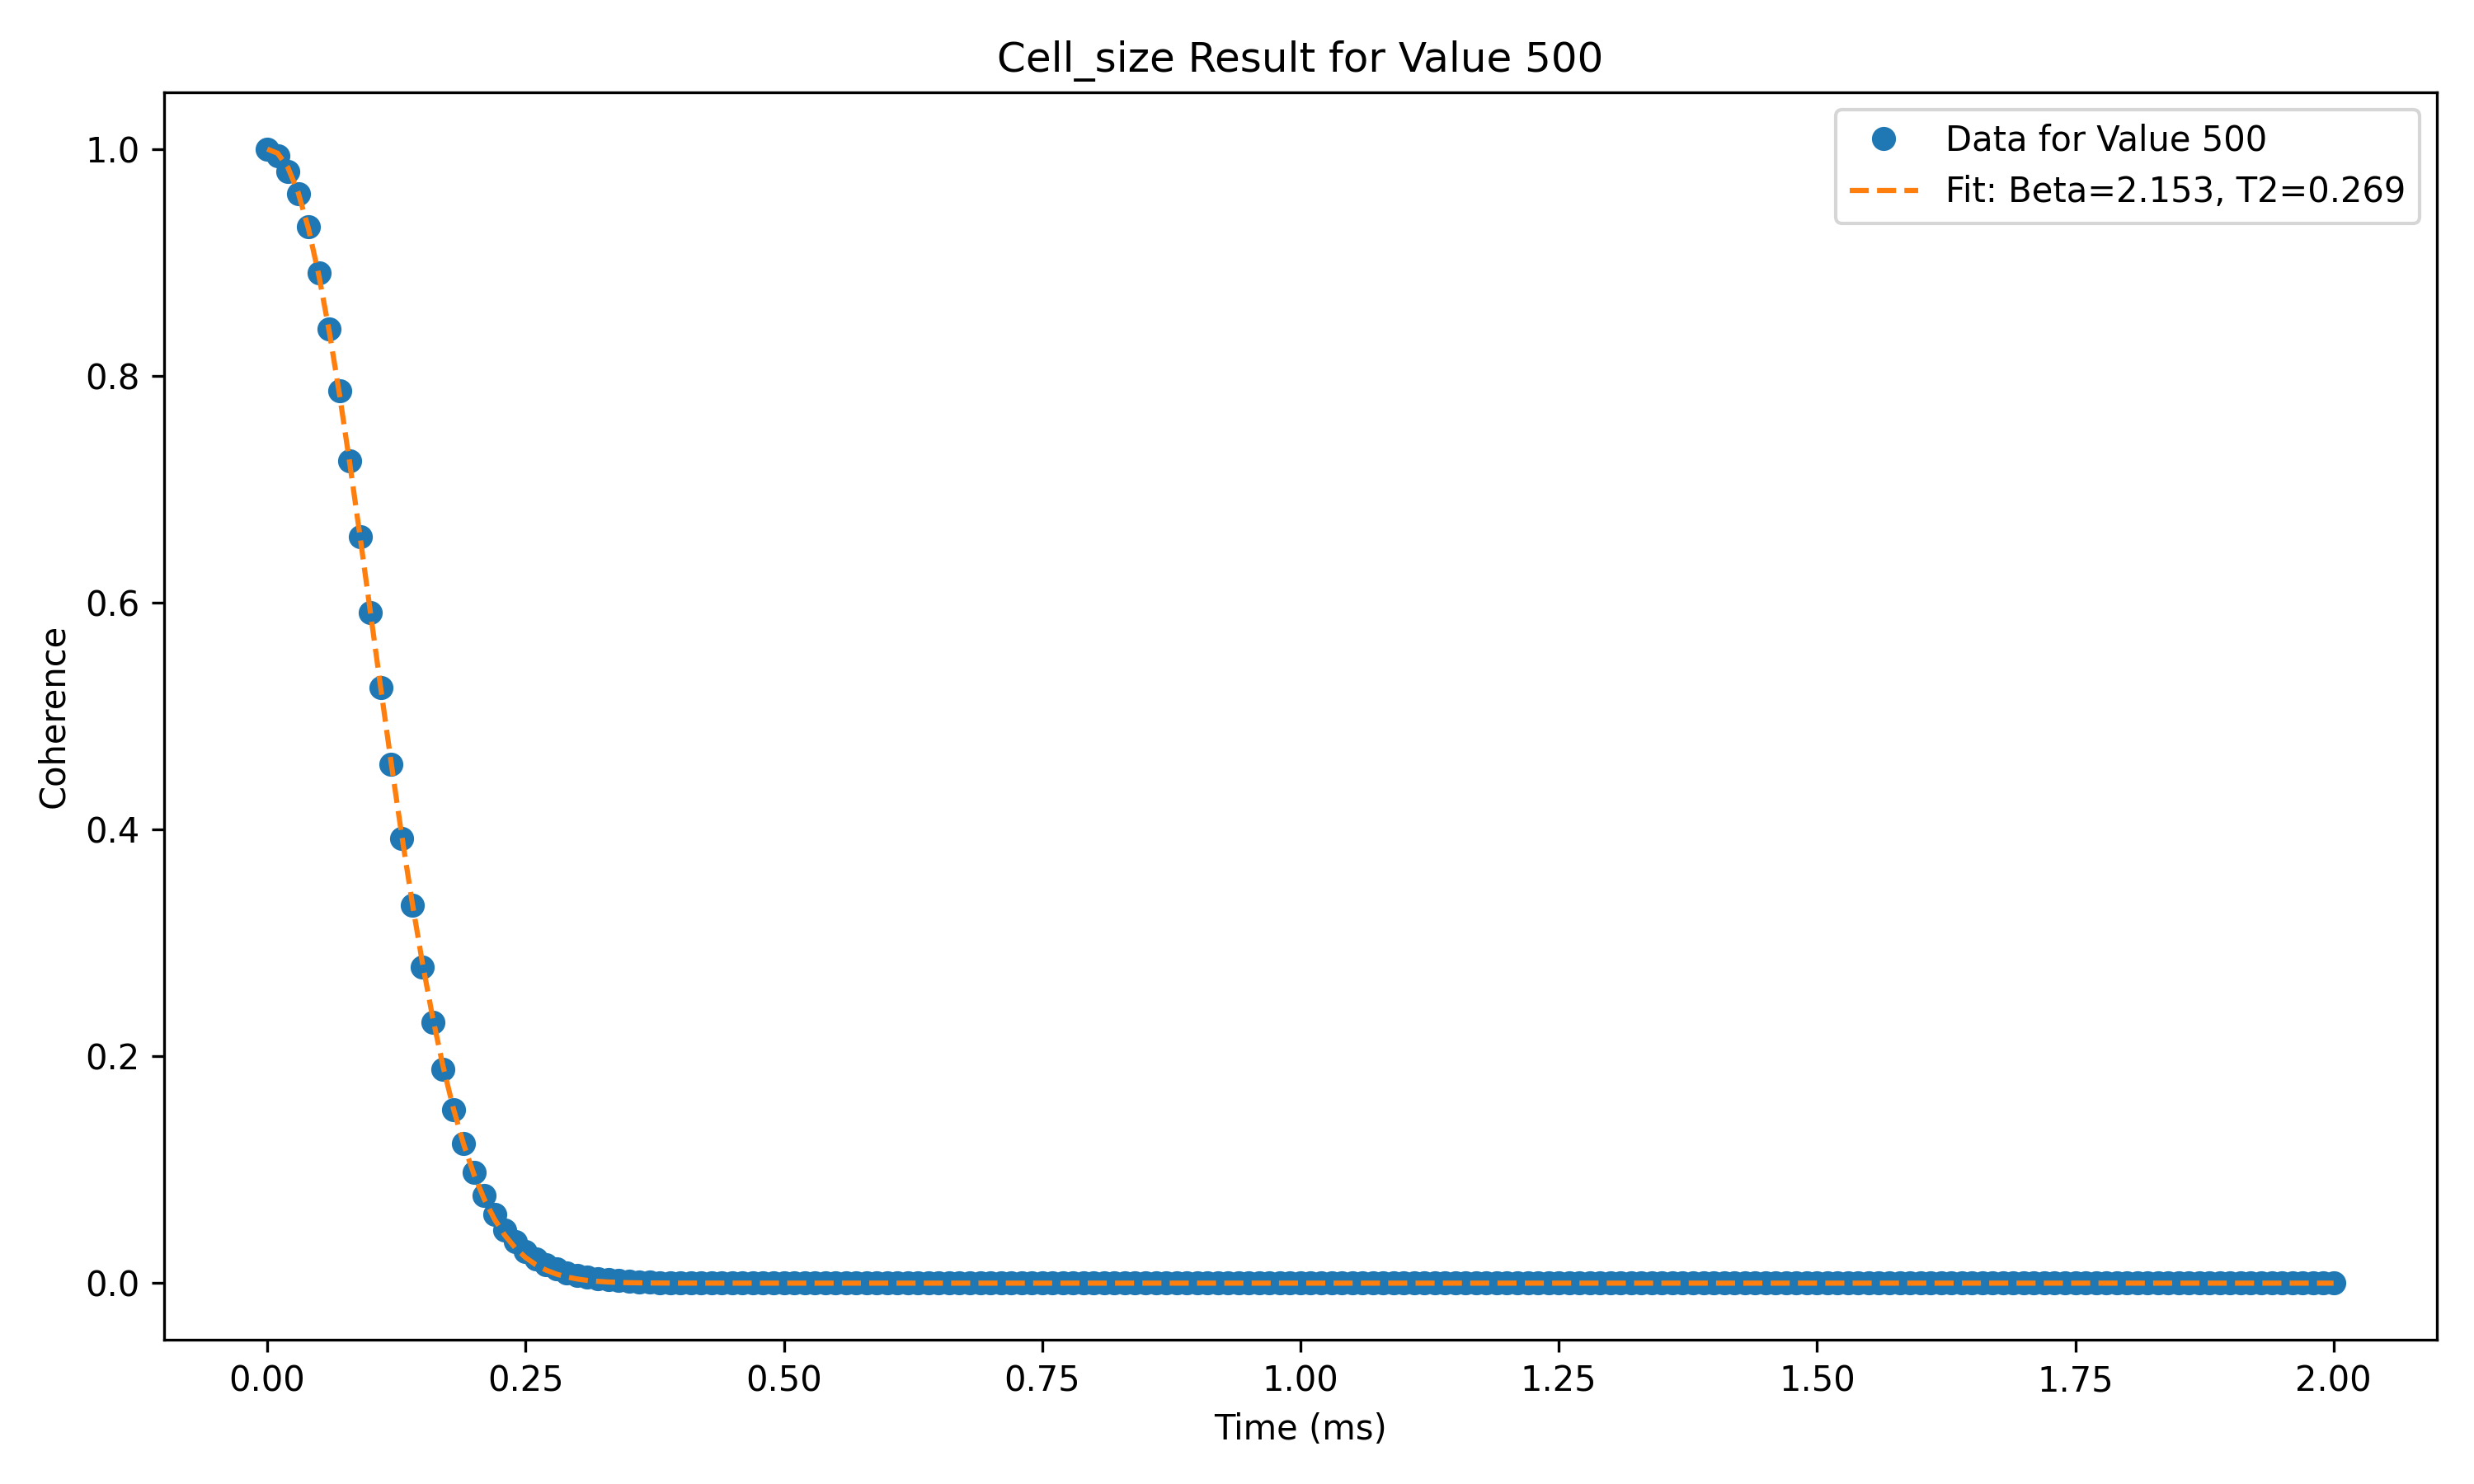 Cell_size Result for Value 500
Data for Value 500
Fit: Beta=2.153, T2=0.269
Coherence
1.0
0.8
0.6
0.4
0.2
0.0
0.00 0.25 0.50 0.75 1.00 1.25 1.50 1.75 2.00
Time (ms)